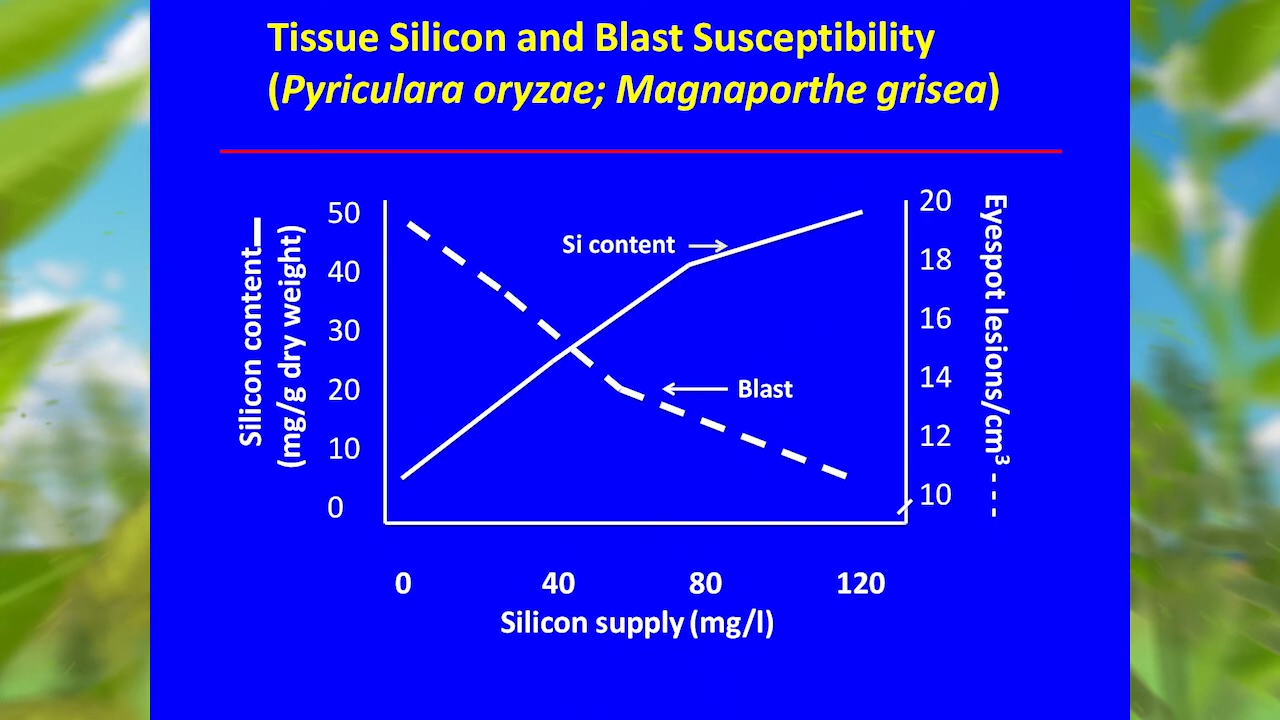 Tissue Silicon and Blast Susceptibility
(Pyriculara oryzae; Magnaporthe grisea)
Silicon content
(mg/g dry weight)
50
40
30
20
10
0
Si content
Blast
20
18
16
14
12
10
Eyespot lesions/cm³ - - -
0 40 80 120
Silicon supply (mg/l)